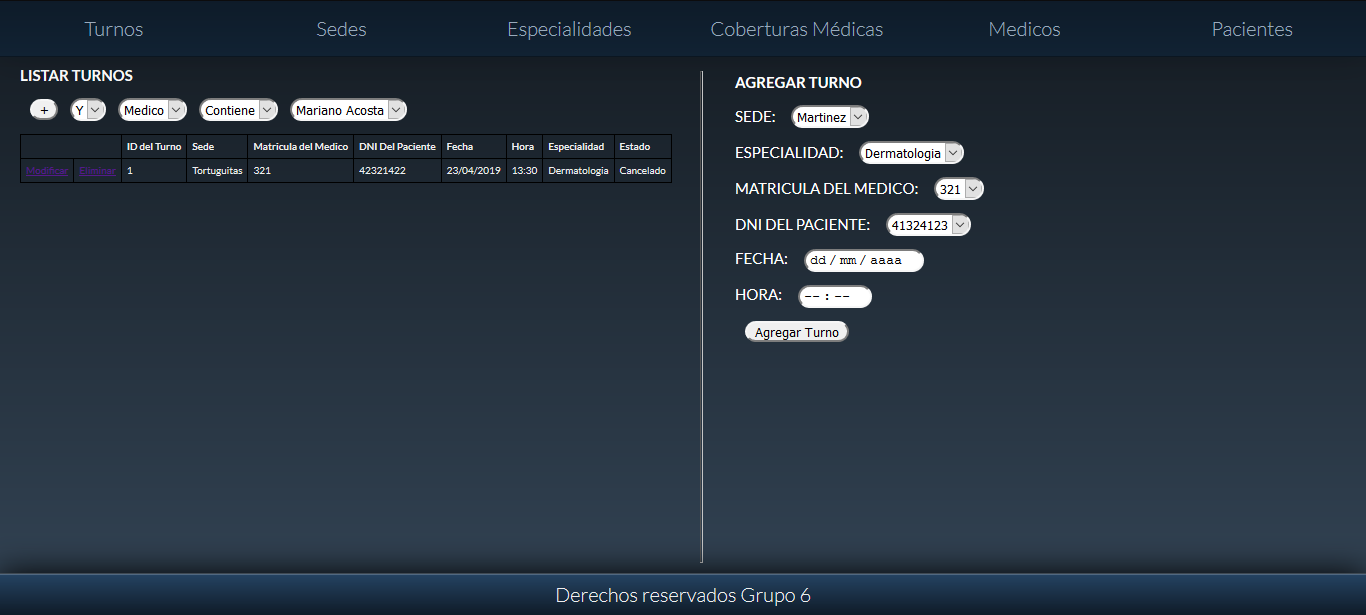 Turnos Sedes Especialidades Coberturas Médicas Medicos Pacientes
LISTAR TURNOS
+ Y Medico Contiene Mariano Acosta
ID del Turno Sede Matricula del Medico DNI Del Paciente Fecha Hora Especialidad Estado
Modificar Eliminar 1 Tortuguitas 321 42321422 23/04/2019 13:30 Dermatologia Cancelado
AGREGAR TURNO
SEDE: Martinez
ESPECIALIDAD: Dermatologia
MATRICULA DEL MEDICO: 321
DNI DEL PACIENTE: 41324123
FECHA: dd / mm / aaaa
HORA: -- : --
Agregar Turno
Derechos reservados Grupo 6